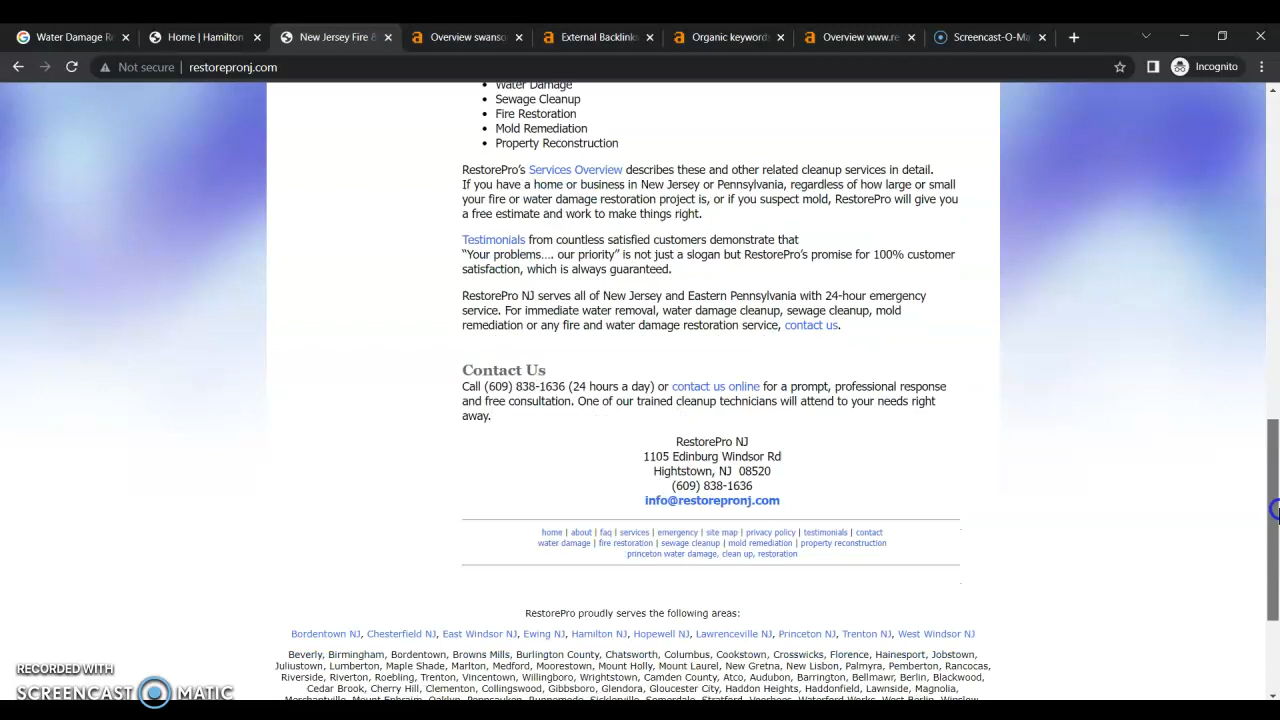 Water Damage R
Home | Hamilton
New Jersey Fire &
Overview swanso
External Backlinks
Organic keywords
Overview www.re
Screencast-O-Ma
Not secure | restorepronj.com
Incognito
• Water Damage
• Sewage Cleanup
• Fire Restoration
• Mold Remediation
• Property Reconstruction
RestorePro's Services Overview describes these and other related cleanup services in detail.
If you have a home or business in New Jersey or Pennsylvania, regardless of how large or small
your fire or water damage restoration project is, or if you suspect mold, RestorePro will give you
a free estimate and work to make things right.
Testimonials from countless satisfied customers demonstrate that
“Your problems…. our priority” is not just a slogan but RestorePro’s promise for 100% customer
satisfaction, which is always guaranteed.
RestorePro NJ serves all of New Jersey and Eastern Pennsylvania with 24-hour emergency
service. For immediate water removal, water damage cleanup, sewage cleanup, mold
remediation or any fire and water damage restoration service, contact us.
Contact Us
Call (609) 838-1636 (24 hours a day) or contact us online for a prompt, professional response
and free consultation. One of our trained cleanup technicians will attend to your needs right
away.
RestorePro NJ
1105 Edinburg Windsor Rd
Hightstown, NJ 08520
(609) 838-1636
info@restorepronj.com
home | about | faq | services | emergency | site map | privacy policy | testimonials | contact
water damage | fire restoration | sewage cleanup | mold remediation | property reconstruction
princeton water damage, clean up, restoration
RestorePro proudly serves the following areas:
Bordentown NJ, Chesterfield NJ, East Windsor NJ, Ewing NJ, Hamilton NJ, Hopewell NJ, Lawrenceville NJ, Princeton NJ, Trenton NJ, West Windsor NJ
Beverly, Birmingham, Bordentown, Browns Mills, Burlington County, Chatsworth, Columbus, Cookstown, Crosswicks, Florence, Hainesport, Jobstown,
Juliustown, Lumberton, Maple Shade, Marlton, Medford, Moorestown, Mount Holly, Mount Laurel, New Gretna, New Lisbon, Palmyra, Pemberton, Rancocas,
Riverside, Riverton, Roebling, Trenton, Vincentown, Willingboro, Wrightstown, Camden County, Atco, Audubon, Barrington, Bellmawr, Berlin, Blackwood,
Cedar Brook, Cherry Hill, Clementon, Collingswood, Gibbsboro, Glendora, Gloucester City, Haddon Heights, Haddonfield, Lawnside, Magnolia,
RECORDED WITH
SCREENCAST MATIC